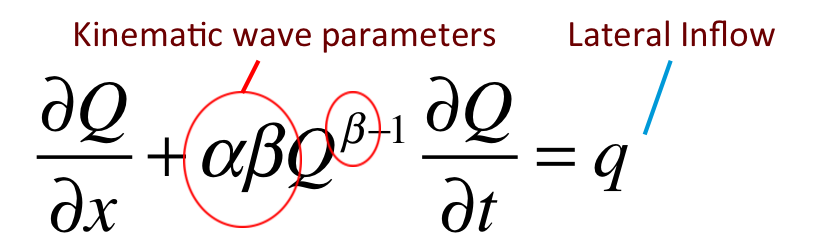 Kinematic wave parameters Lateral Inflow
∂Q/∂x + αβQ^(β−1) ∂Q/∂t = q